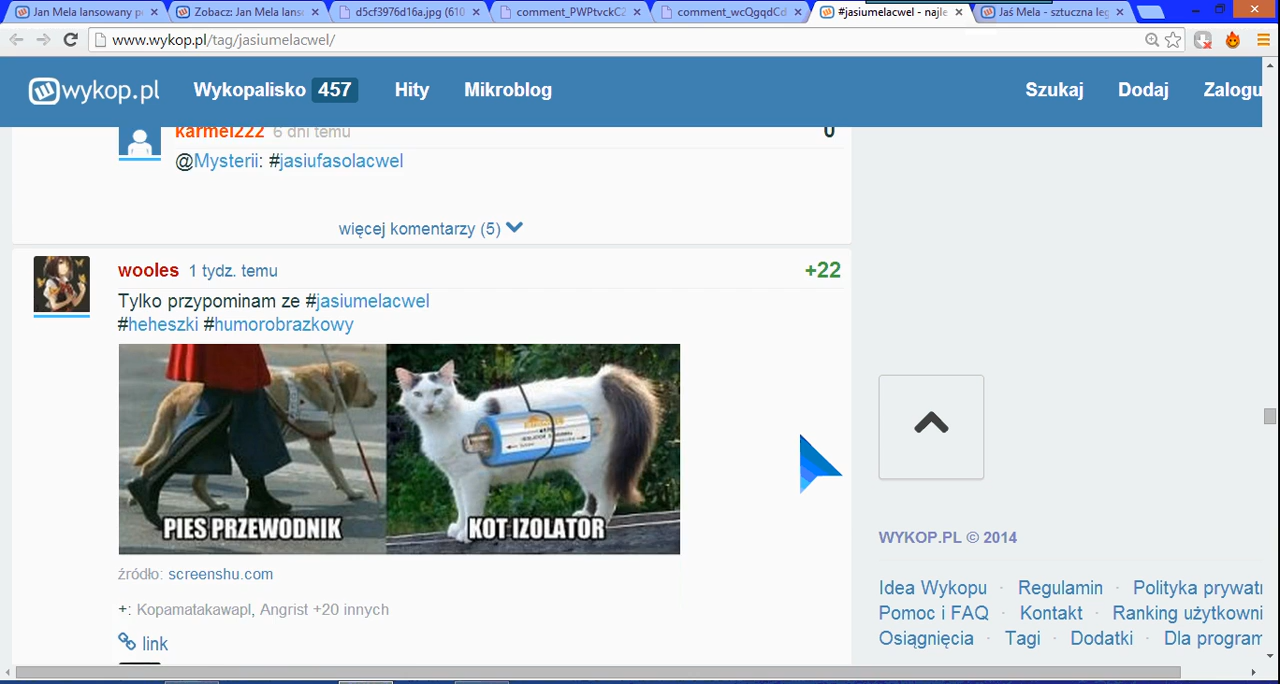 Jan Mela lansowany p
Zobacz: Jan Mela lans
d5cf3976d16a.jpg (610
comment_PWPtvckC2
comment_wcQgqdCd
#jasiumelacwel - najle
Jaś Mela - sztuczna leg
www.wykop.pl/tag/jasiumelacwel/
wykop.pl
Wykopalisko 457
Hity
Mikroblog
Szukaj
Dodaj
Zalogu
karmel222 6 dni temu
0
@Mysterii: #jasiufasolacwel
więcej komentarzy (5)
wooles 1 tydz. temu
+22
Tylko przypominam ze #jasiumelacwel
#heheszki #humorobrazkowy
PIES PRZEWODNIK
KOT IZOLATOR
źródło: screenshu.com
+: Kopamatakawapl, Angrist +20 innych
link
WYKOP.PL © 2014
Idea Wykopu · Regulamin · Polityka prywatn
Pomoc i FAQ · Kontakt · Ranking użytkowni
Osiągnięcia · Tagi · Dodatki · Dla program